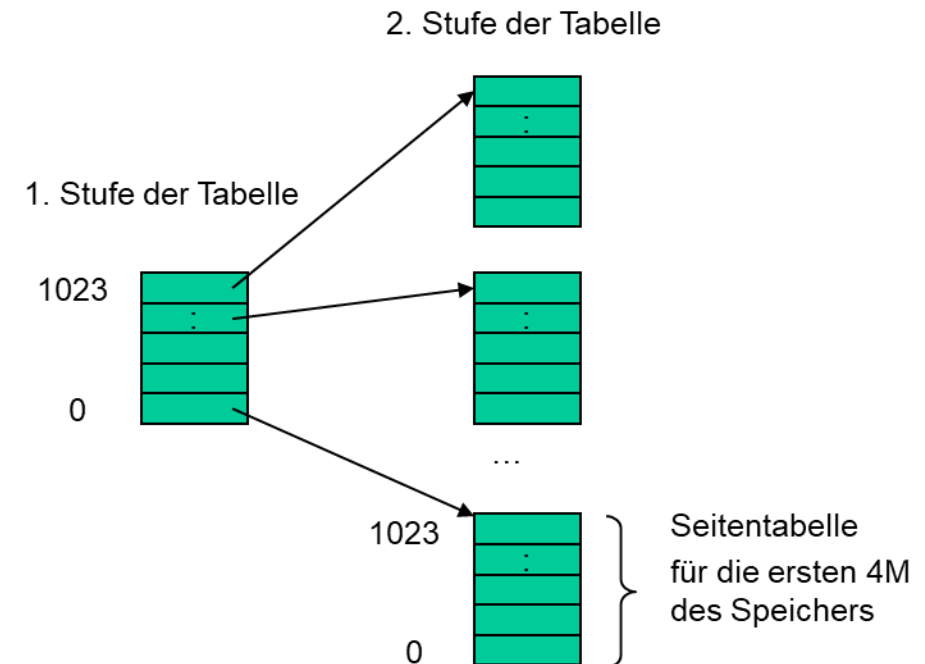 2. Stufe der Tabelle
:
1. Stufe der Tabelle
1023
:
:
0
...
1023
:
Seitentabelle
für die ersten 4M
des Speichers
0